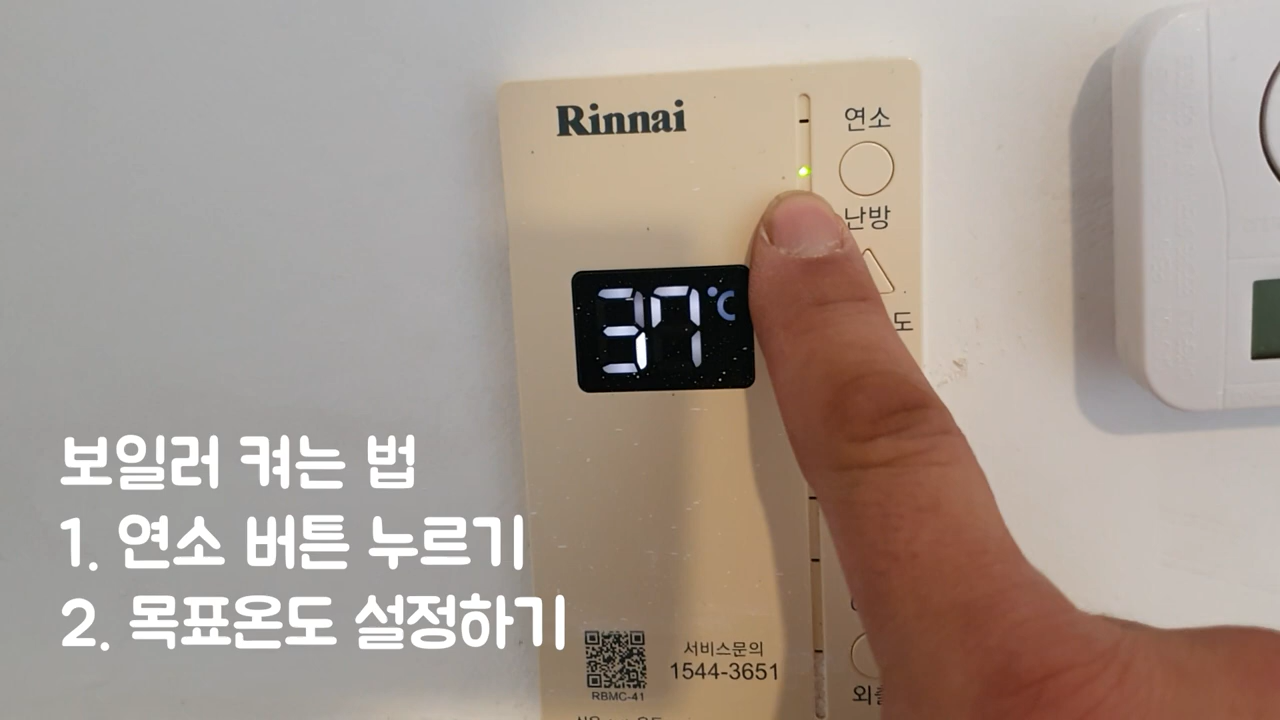 Rinnai
연소
난방
37°C
보일러 켜는 법
1. 연소 버튼 누르기
2. 목표온도 설정하기
서비스문의
1544-3651
RBMC-41